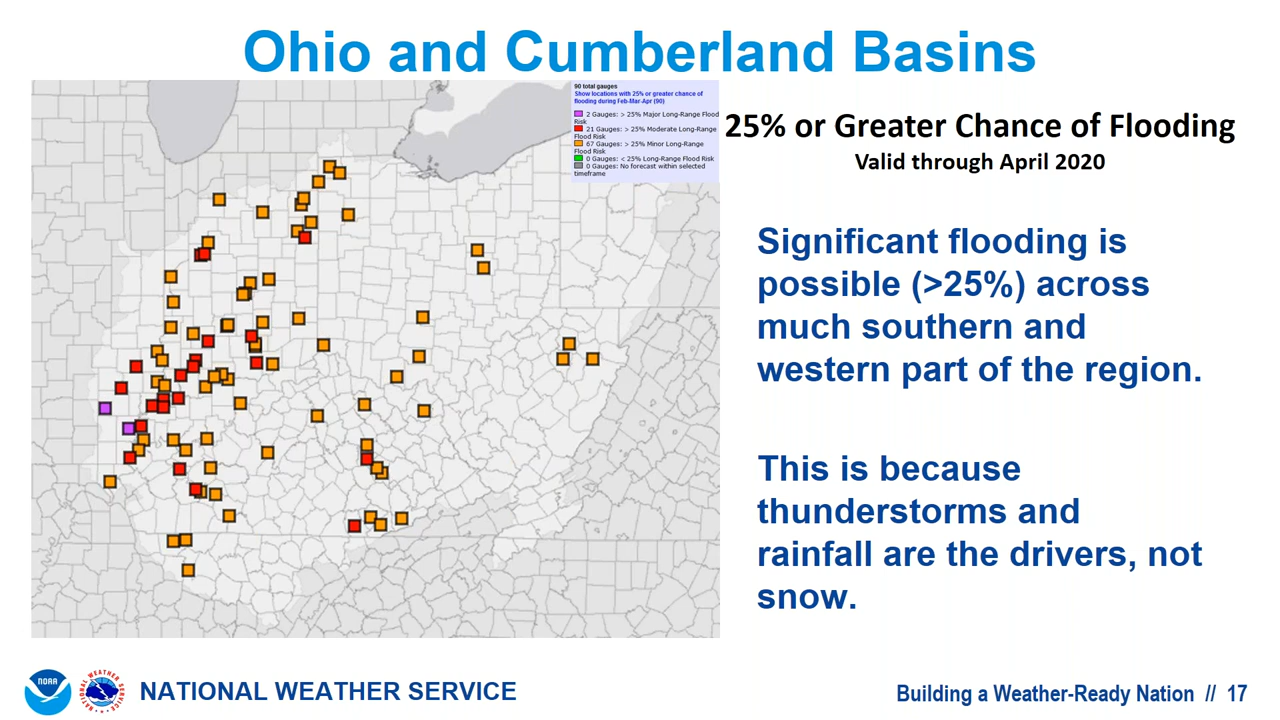 Ohio and Cumberland Basins
90 total gauges
Show locations with 25% or greater chance of
flooding during Feb-Mar-Apr (90)
2 Gauges: > 25% Major Long-Range Flood
Risk
21 Gauges: > 25% Moderate Long-Range
Flood Risk
67 Gauges: > 25% Minor Long-Range
Flood Risk
0 Gauges: < 25% Long-Range Flood Risk
0 Gauges: No forecast within selected
timeframe
25% or Greater Chance of Flooding
Valid through April 2020
Significant flooding is
possible (>25%) across
much southern and
western part of the region.
This is because
thunderstorms and
rainfall are the drivers, not
snow.
NOAA
NATIONAL WEATHER SERVICE
NATIONAL WEATHER SERVICE
Building a Weather-Ready Nation // 17